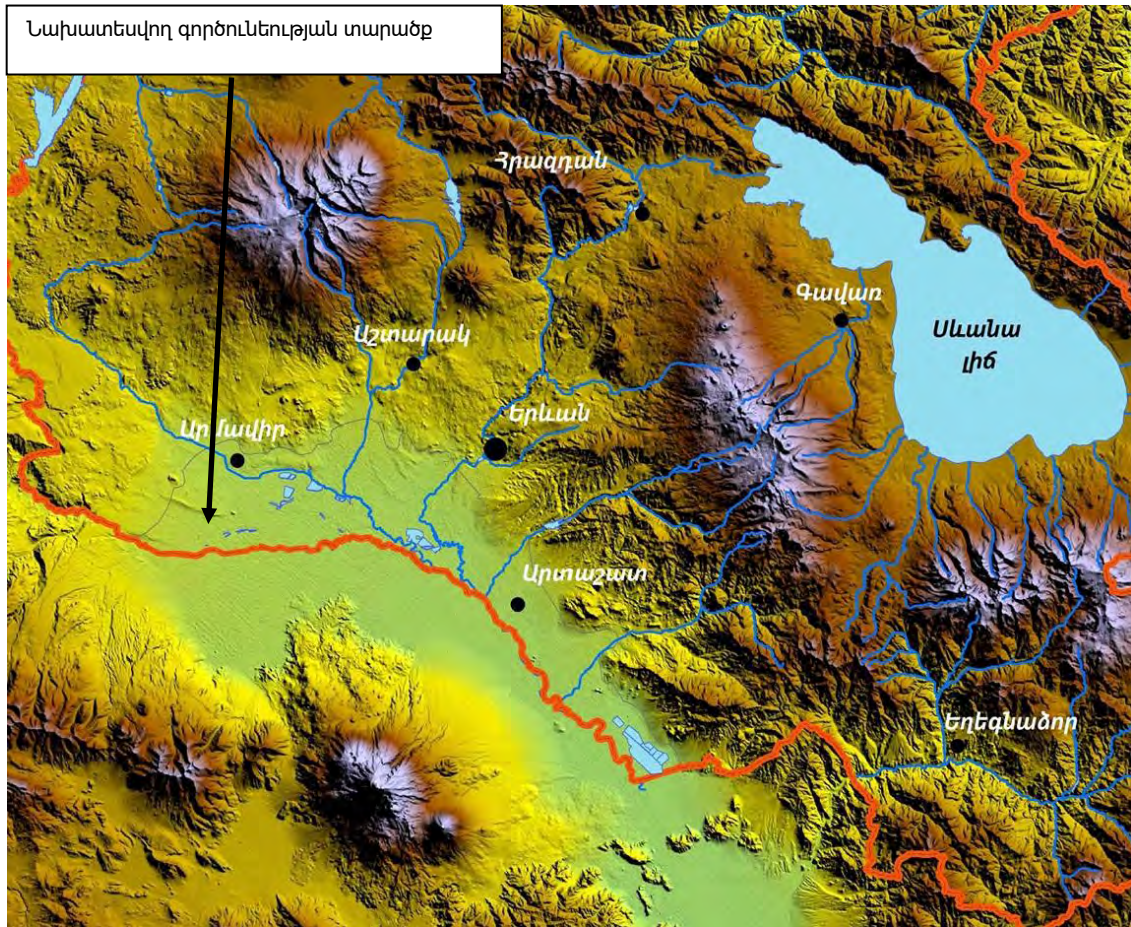 Նախատեսվող գործունեության տարածք
Հրազդան
Գավառ
Սևանա
լիճ
Աշտարակ
Երևան
Արմավիր
Արտաշատ
Եղեգնաձոր